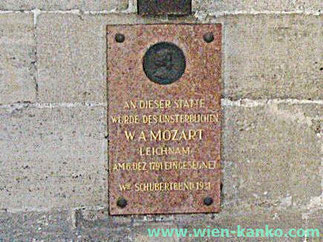 AN DIESER STÄTTE
WURDE DES UNSTERBLICHEN
W.A.MOZART
LEICHNAM
AM 6.DEZ.1791 EINGESEGNET
WR. SCHUBERTBUND 1931
www.wien-kanko.com